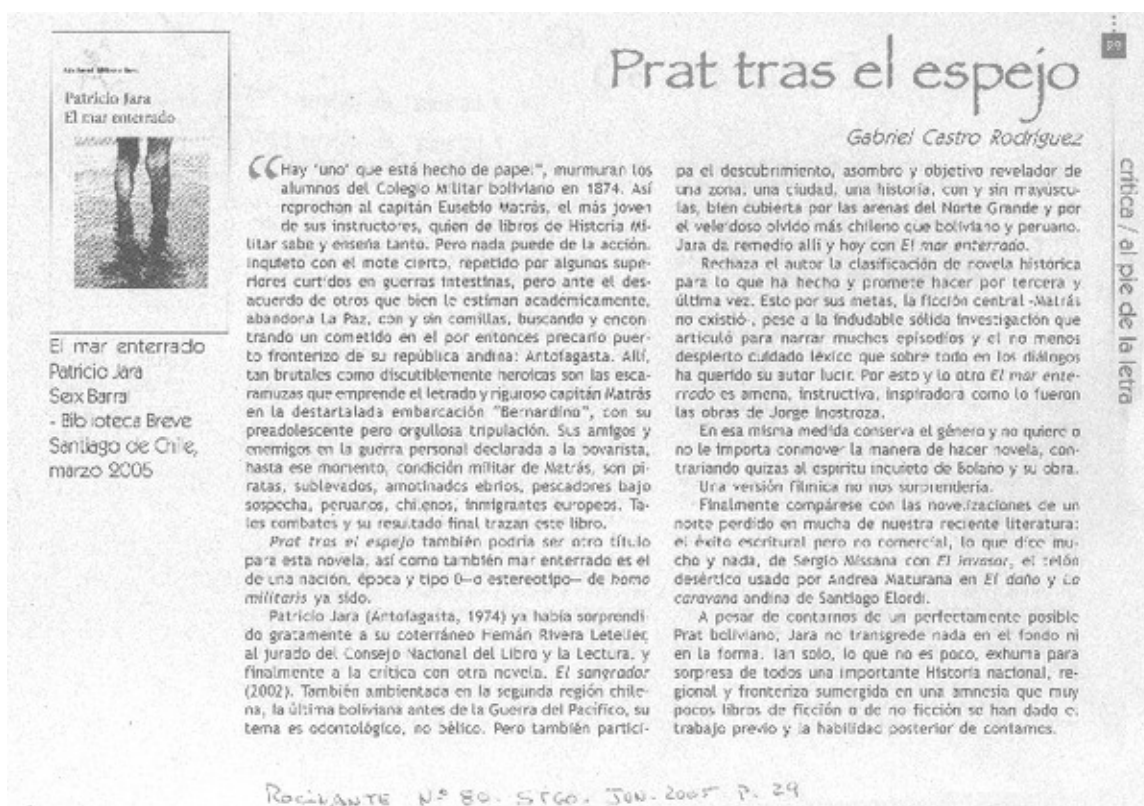 29
Prat tras el espejo
Gabriel Castro Rodríguez
crítica / al pie de la letra
Patricio Jara
El mar enterrado
El mar enterrado
Patricio Jara
Seix Barral
- Biblioteca Breve
Santiago de Chile,
marzo 2005
“Hay ‘uno’ que está hecho de papel”, murmuran los
alumnos del Colegio Militar boliviano en 1874. Así
reprochan al capitán Eusebio Matrás, el más joven
de sus instructores, quien de libros de Historia Mi-
litar sabe y enseña tanto. Pero nada puede de la acción.
Inquieto con el mote cierto, repetido por algunos supe-
riores curtidos en guerras intestinas, pero ante el des-
acuerdo de otros que bien le estiman académicamente,
abandona La Paz, con y sin comillas, buscando y encon-
trando un cometido en el por entonces precario puer-
to fronterizo de su república andina: Antofagasta. Allí,
tan brutales como discutiblemente heroicas son las esca-
ramuzas que emprende el letrado y riguroso capitán Matrás
en la destartalada embarcación "Bernardino", con su
preadolescente pero orgullosa tripulación. Sus amigos y
enemigos en la guerra personal declarada a la bovarista,
hasta ese momento, condición militar de Matrás, son pi-
ratas, sublevados, amotinados ebrios, pescadores bajo
sospecha, peruanos, chilenos, inmigrantes europeos. Ta-
les combates y su resultado final trazan este libro.
Prat tras el espejo también podría ser otro título
para esta novela, así como también mar enterrado es el
de una nación, época y tipo 0—o estereotipo— de homo
militaris ya sido.
Patricio Jara (Antofagasta, 1974) ya había sorprendi-
do gratamente a su coterráneo Hernán Rivera Letelier,
al jurado del Consejo Nacional del Libro y la Lectura, y
finalmente a la crítica con otra novela, El sangrador
(2002). También ambientada en la segunda región chile-
na, la última boliviana antes de la Guerra del Pacífico, su
tema es odontológico, no bélico. Pero también partici-
pa el descubrimiento, asombro y objetivo revelador de
una zona, una ciudad, una historia, con y sin mayúscu-
las, bien cubierta por las arenas del Norte Grande y por
el veleidoso olvido más chileno que boliviano y peruano.
Jara da remedio allí y hoy con El mar enterrado.
Rechaza el autor la clasificación de novela histórica
para lo que ha hecho y promete hacer por tercera y
última vez. Esto por sus metas, la ficción central -Matrás
no existió-, pese a la indudable sólida investigación que
articuló para narrar muchos episodios y el no menos
despierto cuidado léxico que sobre todo en los diálogos
ha querido su autor lucir. Por esto y lo otro El mar ente-
rrado es amena, instructiva, inspiradora como lo fueron
las obras de Jorge Inostroza.
En esa misma medida conserva el género y no quiere o
no le importa conmover la manera de hacer novela, con-
trariando quizas al espíritu inquieto de Bolaño y su obra.
Una versión fílmica no nos sorprendería.
Finalmente compárese con las novelizaciones de un
norte perdido en mucha de nuestra reciente literatura:
el éxito escritural pero no comercial, lo que dice mu-
cho y nada, de Sergio Missana con El invasor, el telón
desértico usado por Andrea Maturana en El daño y La
caravana andina de Santiago Elordi.
A pesar de contarnos de un perfectamente posible
Prat boliviano, Jara no transgrede nada en el fondo ni
en la forma. Tan solo, lo que no es poco, exhuma para
sorpresa de todos una importante Historia nacional, re-
gional y fronteriza sumergida en una amnesia que muy
pocos libros de ficción o de no ficción se han dado el
trabajo previo y la habilidad posterior de contarnos.
ROCINANTE Nº 80. STGO. JUN. 2005 P. 29